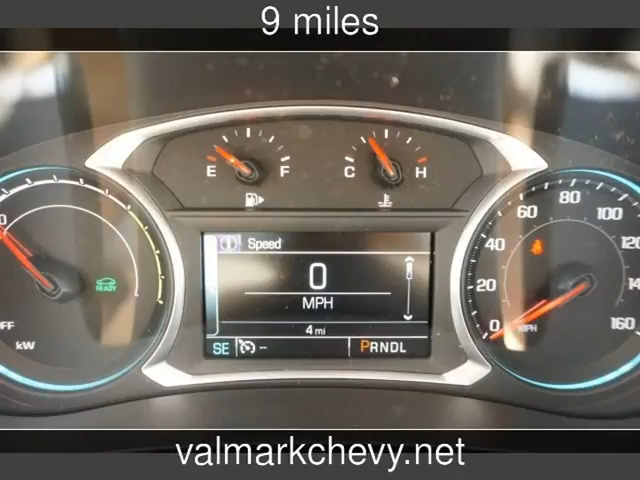 9 miles
E F
C H
Speed
0
MPH
4 mi
SE -- PRNDL
READY
OFF
kW
0 20 40 60 80 100 120 14 160
MPH
valmarkchevy.net